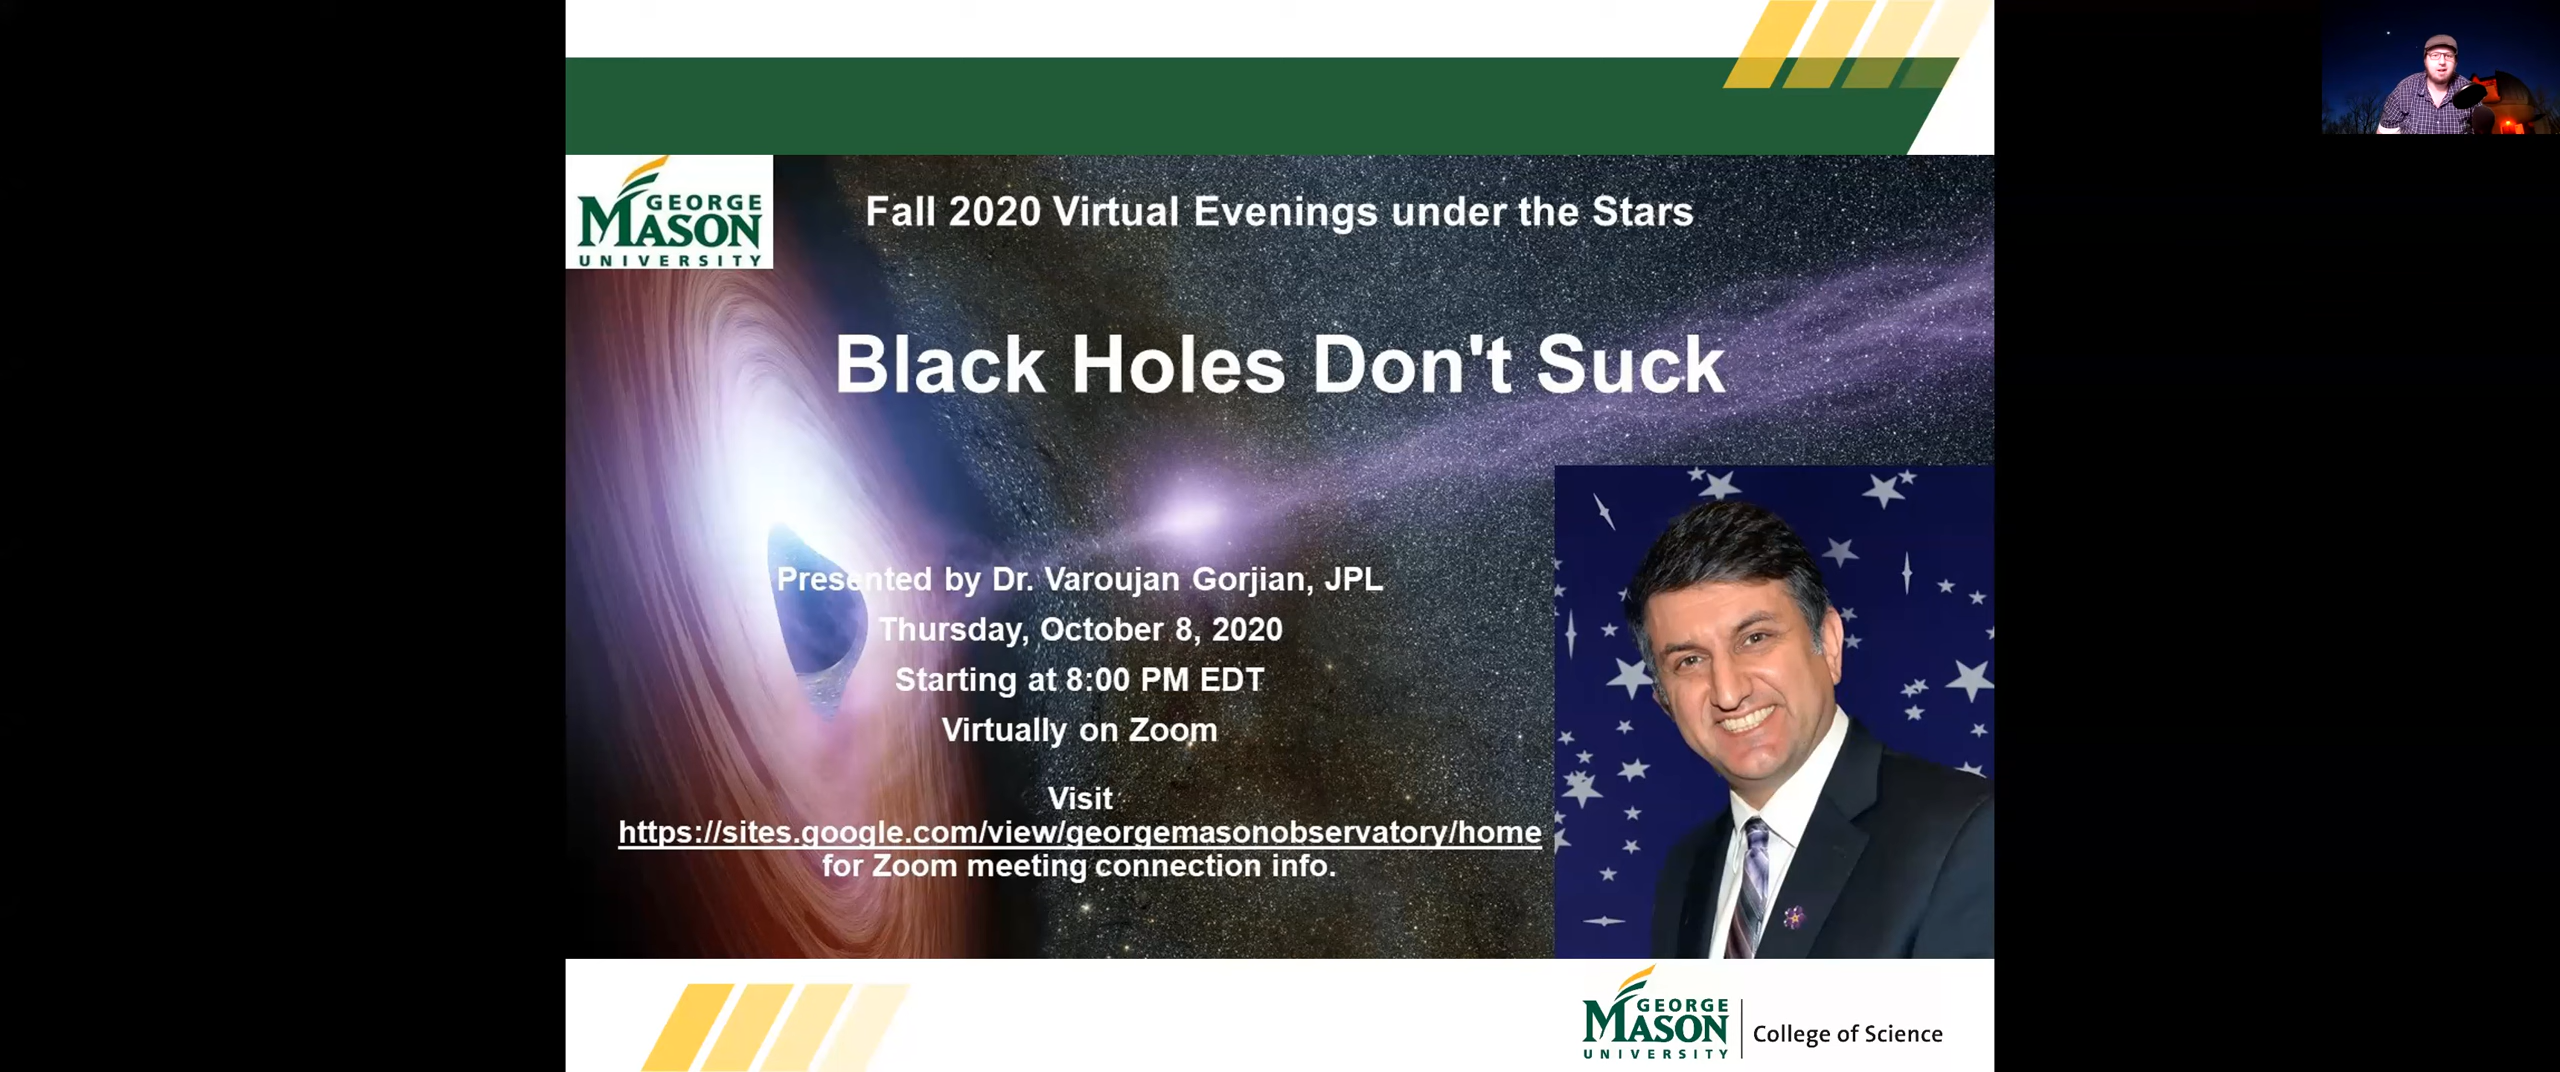 GEORGE
MASON
UNIVERSITY
Fall 2020 Virtual Evenings under the Stars
Black Holes Don't Suck
Presented by Dr. Varoujan Gorjian, JPL
Thursday, October 8, 2020
Starting at 8:00 PM EDT
Virtually on Zoom
Visit
https://sites.google.com/view/georgemasonobservatory/home
for Zoom meeting connection info.
GEORGE
MASON
UNIVERSITY
College of Science